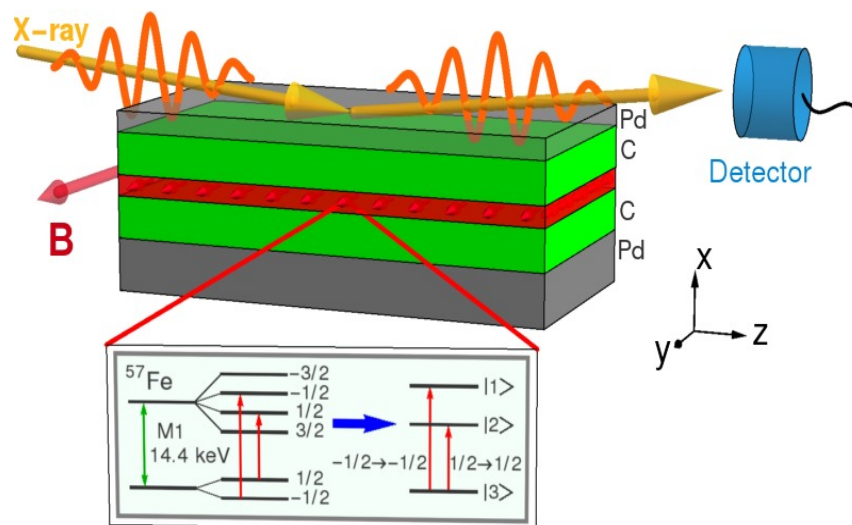 X-ray
Pd
C
Detector
B
C
Pd
x
y
z
⁵⁷Fe
M1
14.4 keV
-3/2
-1/2
1/2
3/2
1/2
-1/2
|1>
|2>
-1/2→-1/2
1/2→1/2
|3>